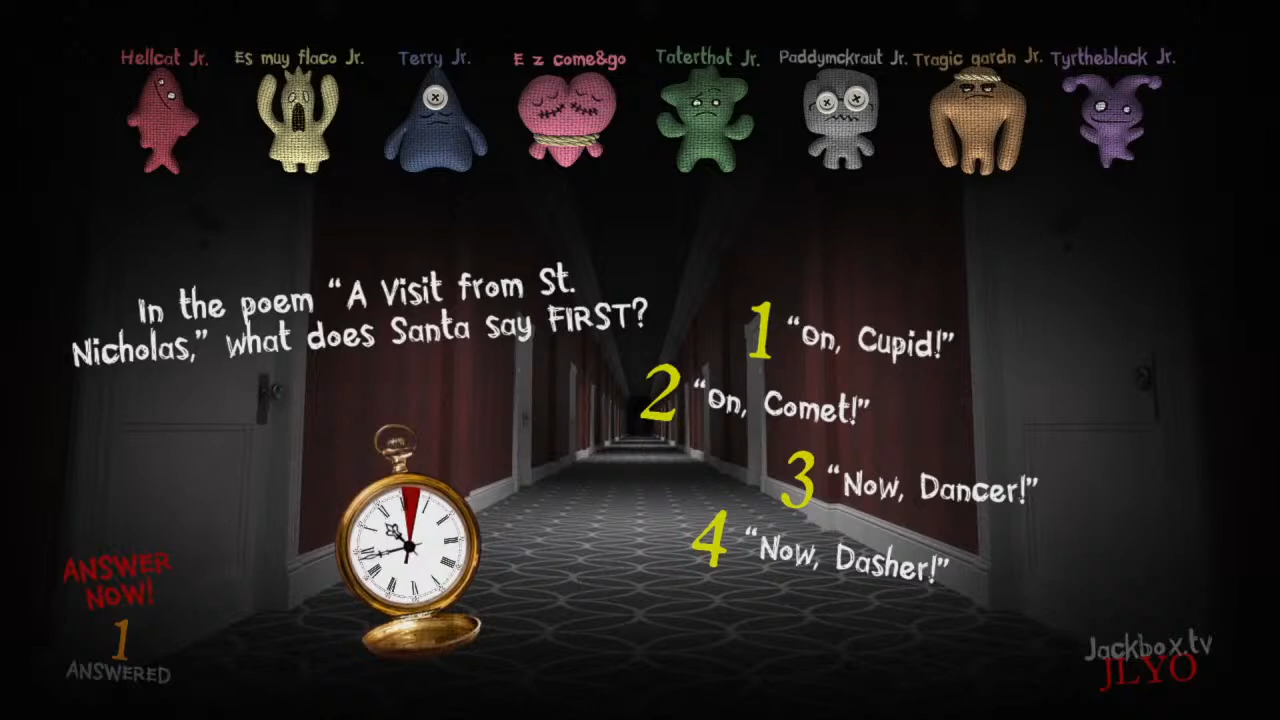 Hellcat Jr.
Es muy flaco Jr.
Terry Jr.
E z come&go
Taterthot Jr.
Paddymckraut Jr.
Tragic gardn Jr.
Tyrtheblack Jr.
In the poem “A Visit from St.
Nicholas,” what does Santa say FIRST?
1 “On, Cupid!”
2 “On, Comet!”
3 “Now, Dancer!”
4 “Now, Dasher!”
ANSWER
NOW!
1
ANSWERED
Jackbox.tv
JLYO